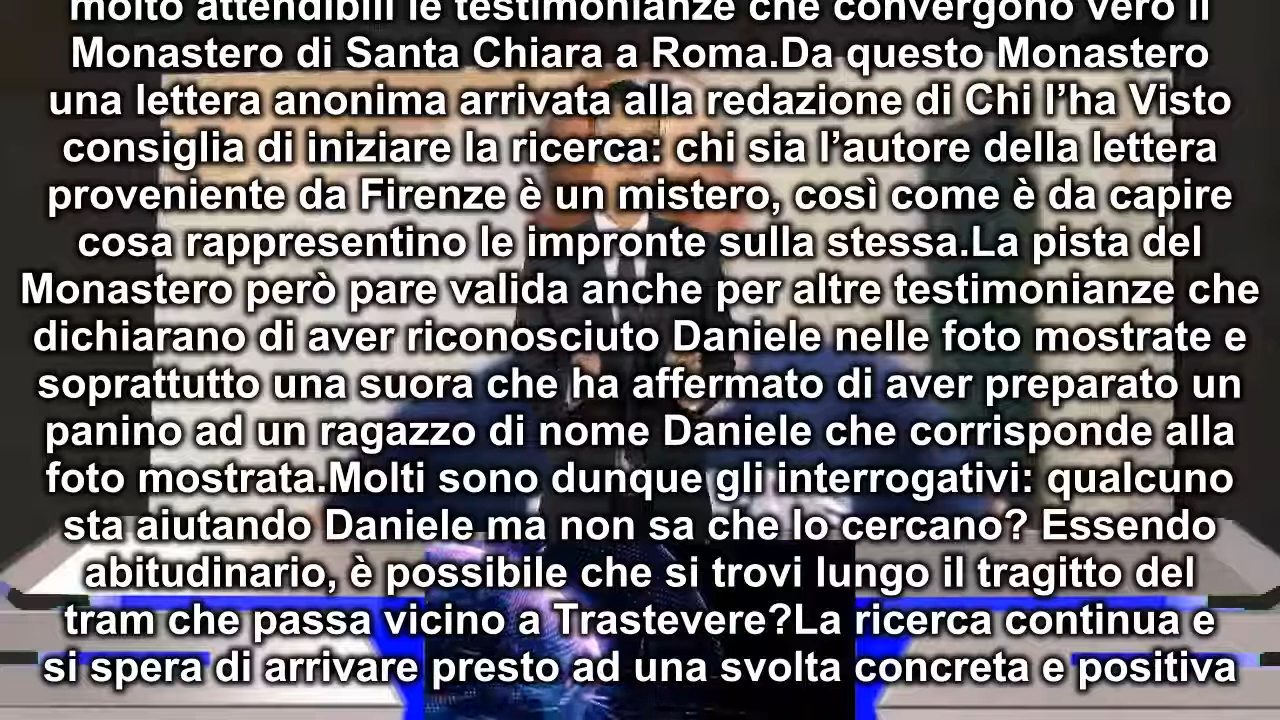 molto attendibili le testimonianze che convergono vero il
Monastero di Santa Chiara a Roma.Da questo Monastero
una lettera anonima arrivata alla redazione di Chi l’ha Visto
consiglia di iniziare la ricerca: chi sia l’autore della lettera
proveniente da Firenze è un mistero, così come è da capire
cosa rappresentino le impronte sulla stessa.La pista del
Monastero però pare valida anche per altre testimonianze che
dichiarano di aver riconosciuto Daniele nelle foto mostrate e
soprattutto una suora che ha affermato di aver preparato un
panino ad un ragazzo di nome Daniele che corrisponde alla
foto mostrata.Molti sono dunque gli interrogativi: qualcuno
sta aiutando Daniele ma non sa che lo cercano? Essendo
abitudinario, è possibile che si trovi lungo il tragitto del
tram che passa vicino a Trastevere?La ricerca continua e
si spera di arrivare presto ad una svolta concreta e positiva